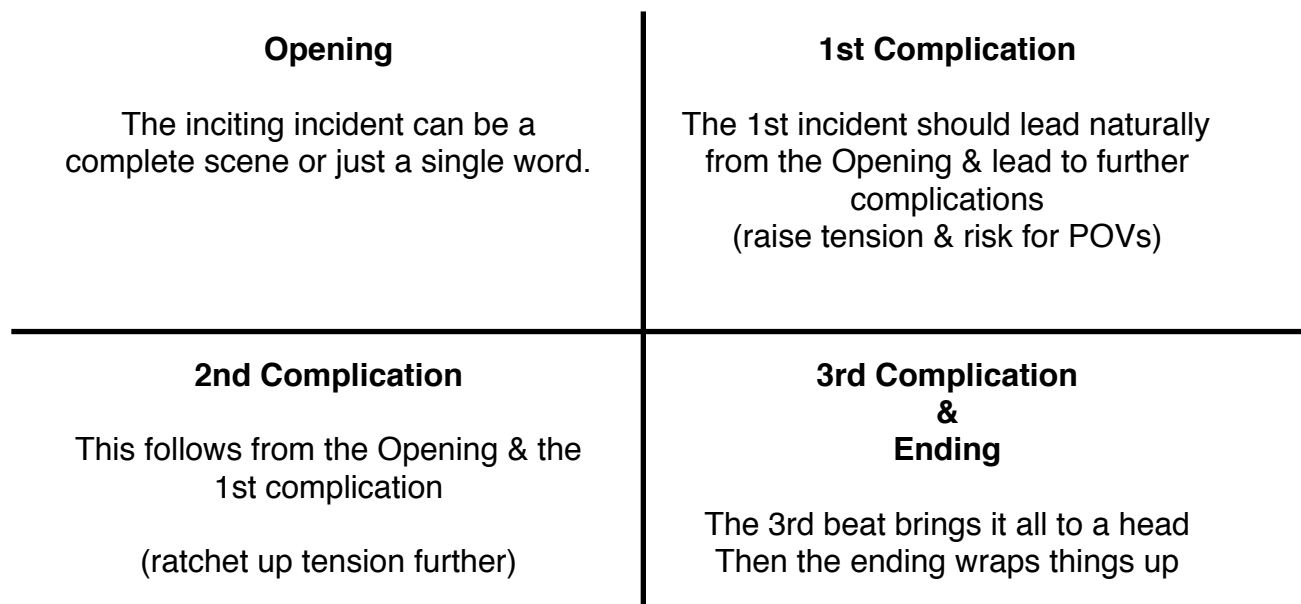 Opening
The inciting incident can be a
complete scene or just a single word.
1st Complication
The 1st incident should lead naturally
from the Opening & lead to further
complications
(raise tension & risk for POVs)
2nd Complication
This follows from the Opening & the
1st complication
(ratchet up tension further)
3rd Complication
&
Ending
The 3rd beat brings it all to a head
Then the ending wraps things up